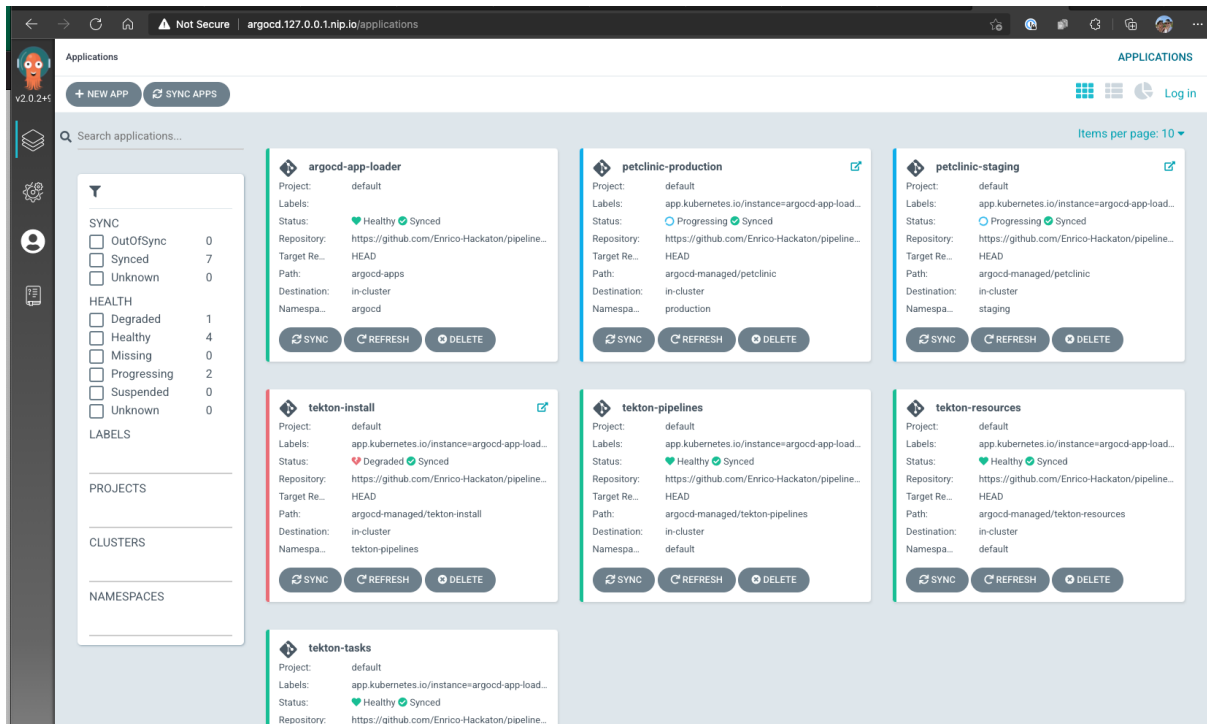 Not Secure argocd.127.0.0.1.nip.io/applications
Applications
APPLICATIONS
v2.0.2+9
+ NEW APP
SYNC APPS
Log in
Search applications...
Items per page: 10
SYNC
OutOfSync 0
Synced 7
Unknown 0
HEALTH
Degraded 1
Healthy 4
Missing 0
Progressing 2
Suspended 0
Unknown 0
LABELS
PROJECTS
CLUSTERS
NAMESPACES
argocd-app-loader
Project: default
Labels:
Status: Healthy Synced
Repository: https://github.com/Enrico-Hackaton/pipeline...
Target Re... HEAD
Path: argocd-apps
Destination: in-cluster
Namespa... argocd
SYNC REFRESH DELETE
petclinic-production
Project: default
Labels: app.kubernetes.io/instance=argocd-app-load...
Status: Progressing Synced
Repository: https://github.com/Enrico-Hackaton/pipeline...
Target Re... HEAD
Path: argocd-managed/petclinic
Destination: in-cluster
Namespa... production
SYNC REFRESH DELETE
petclinic-staging
Project: default
Labels: app.kubernetes.io/instance=argocd-app-load...
Status: Progressing Synced
Repository: https://github.com/Enrico-Hackaton/pipeline...
Target Re... HEAD
Path: argocd-managed/petclinic
Destination: in-cluster
Namespa... staging
SYNC REFRESH DELETE
tekton-install
Project: default
Labels: app.kubernetes.io/instance=argocd-app-load...
Status: Degraded Synced
Repository: https://github.com/Enrico-Hackaton/pipeline...
Target Re... HEAD
Path: argocd-managed/tekton-install
Destination: in-cluster
Namespa... tekton-pipelines
SYNC REFRESH DELETE
tekton-pipelines
Project: default
Labels: app.kubernetes.io/instance=argocd-app-load...
Status: Healthy Synced
Repository: https://github.com/Enrico-Hackaton/pipeline...
Target Re... HEAD
Path: argocd-managed/tekton-pipelines
Destination: in-cluster
Namespa... default
SYNC REFRESH DELETE
tekton-resources
Project: default
Labels: app.kubernetes.io/instance=argocd-app-load...
Status: Healthy Synced
Repository: https://github.com/Enrico-Hackaton/pipeline...
Target Re... HEAD
Path: argocd-managed/tekton-resources
Destination: in-cluster
Namespa... default
SYNC REFRESH DELETE
tekton-tasks
Project: default
Labels: app.kubernetes.io/instance=argocd-app-load...
Status: Healthy Synced
Repository: https://github.com/Enrico-Hackaton/pipeline...